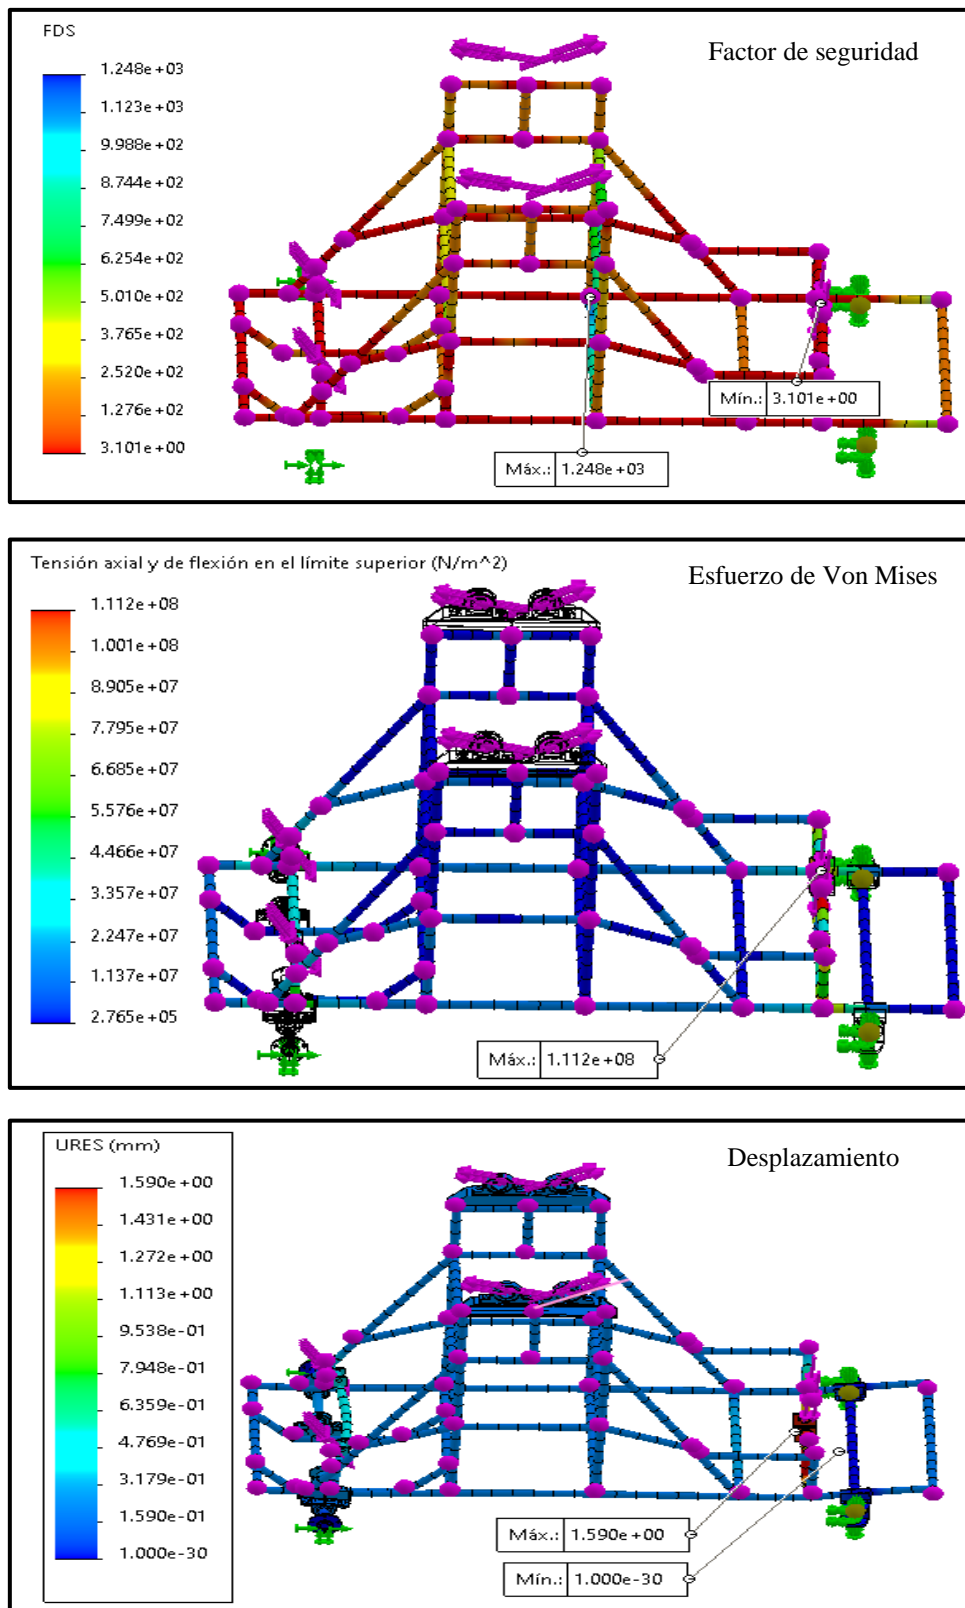 FDS
Factor de seguridad
1.248e+03
1.123e+03
9.988e+02
8.744e+02
7.499e+02
6.254e+02
5.010e+02
3.765e+02
2.520e+02
1.276e+02
3.101e+00
Mín.: 3.101e+00
Máx.: 1.248e+03
Tensión axial y de flexión en el límite superior (N/m^2)
Esfuerzo de Von Mises
1.112e+08
1.001e+08
8.905e+07
7.795e+07
6.685e+07
5.576e+07
4.466e+07
3.357e+07
2.247e+07
1.137e+07
2.765e+05
Máx.: 1.112e+08
URES (mm)
Desplazamiento
1.590e+00
1.431e+00
1.272e+00
1.113e+00
9.538e-01
7.948e-01
6.359e-01
4.769e-01
3.179e-01
1.590e-01
1.000e-30
Máx.: 1.590e+00
Mín.: 1.000e-30